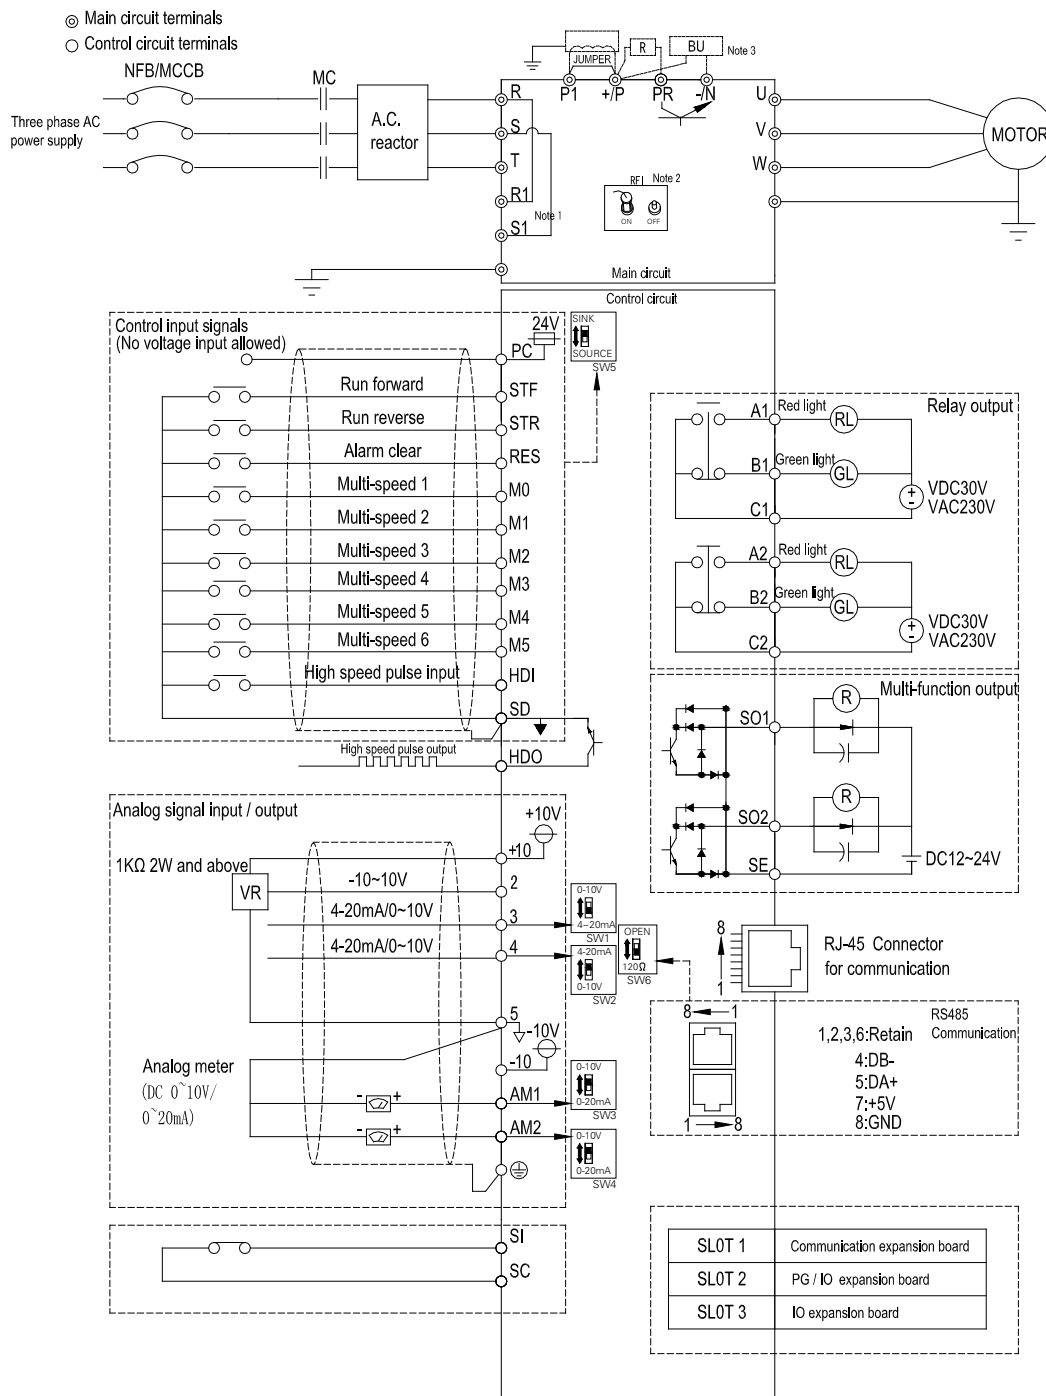 Main circuit terminals
Control circuit terminals
NFB/MCCB
MC
Three phase AC
power supply
A.C.
reactor
R
S
T
R1
S1
Note 1
JUMPER
R
BU
Note 3
P1
+/P
PR
-/N
U
V
W
MOTOR
RFI
Note 2
ON
OFF
Main circuit
Control circuit
Control input signals
(No voltage input allowed)
24V
PC
SINK
SOURCE
SW5
Run forward
STF
Run reverse
STR
Alarm clear
RES
Multi-speed 1
M0
Multi-speed 2
M1
Multi-speed 3
M2
Multi-speed 4
M3
Multi-speed 5
M4
Multi-speed 6
M5
High speed pulse input
HDI
SD
High speed pulse output
HDO
Relay output
A1
Red light
RL
B1
Green light
GL
C1
+
-
VDC30V
VAC230V
A2
Red light
RL
B2
Green light
GL
C2
+
-
VDC30V
VAC230V
Multi-function output
SO1
R
SO2
R
SE
DC12~24V
Analog signal input / output
+10V
+10
1KΩ 2W and above
VR
-10~10V
2
4-20mA/0~10V
3
4-20mA/0~10V
4
0-10V
4~20mA
SW1
4-20mA
0-10V
SW2
OPEN
120Ω
SW6
5
-10V
-10
Analog meter
(DC 0~10V/
0~20mA)
- +
AM1
- +
AM2
0-10V
0-20mA
SW3
0-10V
0-20mA
SW4
8
1
RJ-45 Connector
for communication
8 1
1 8
RS485
Communication
1,2,3,6:Retain
4:DB-
5:DA+
7:+5V
8:GND
SI
SC
SLOT 1 Communication expansion board
SLOT 2 PG / IO expansion board
SLOT 3 IO expansion board